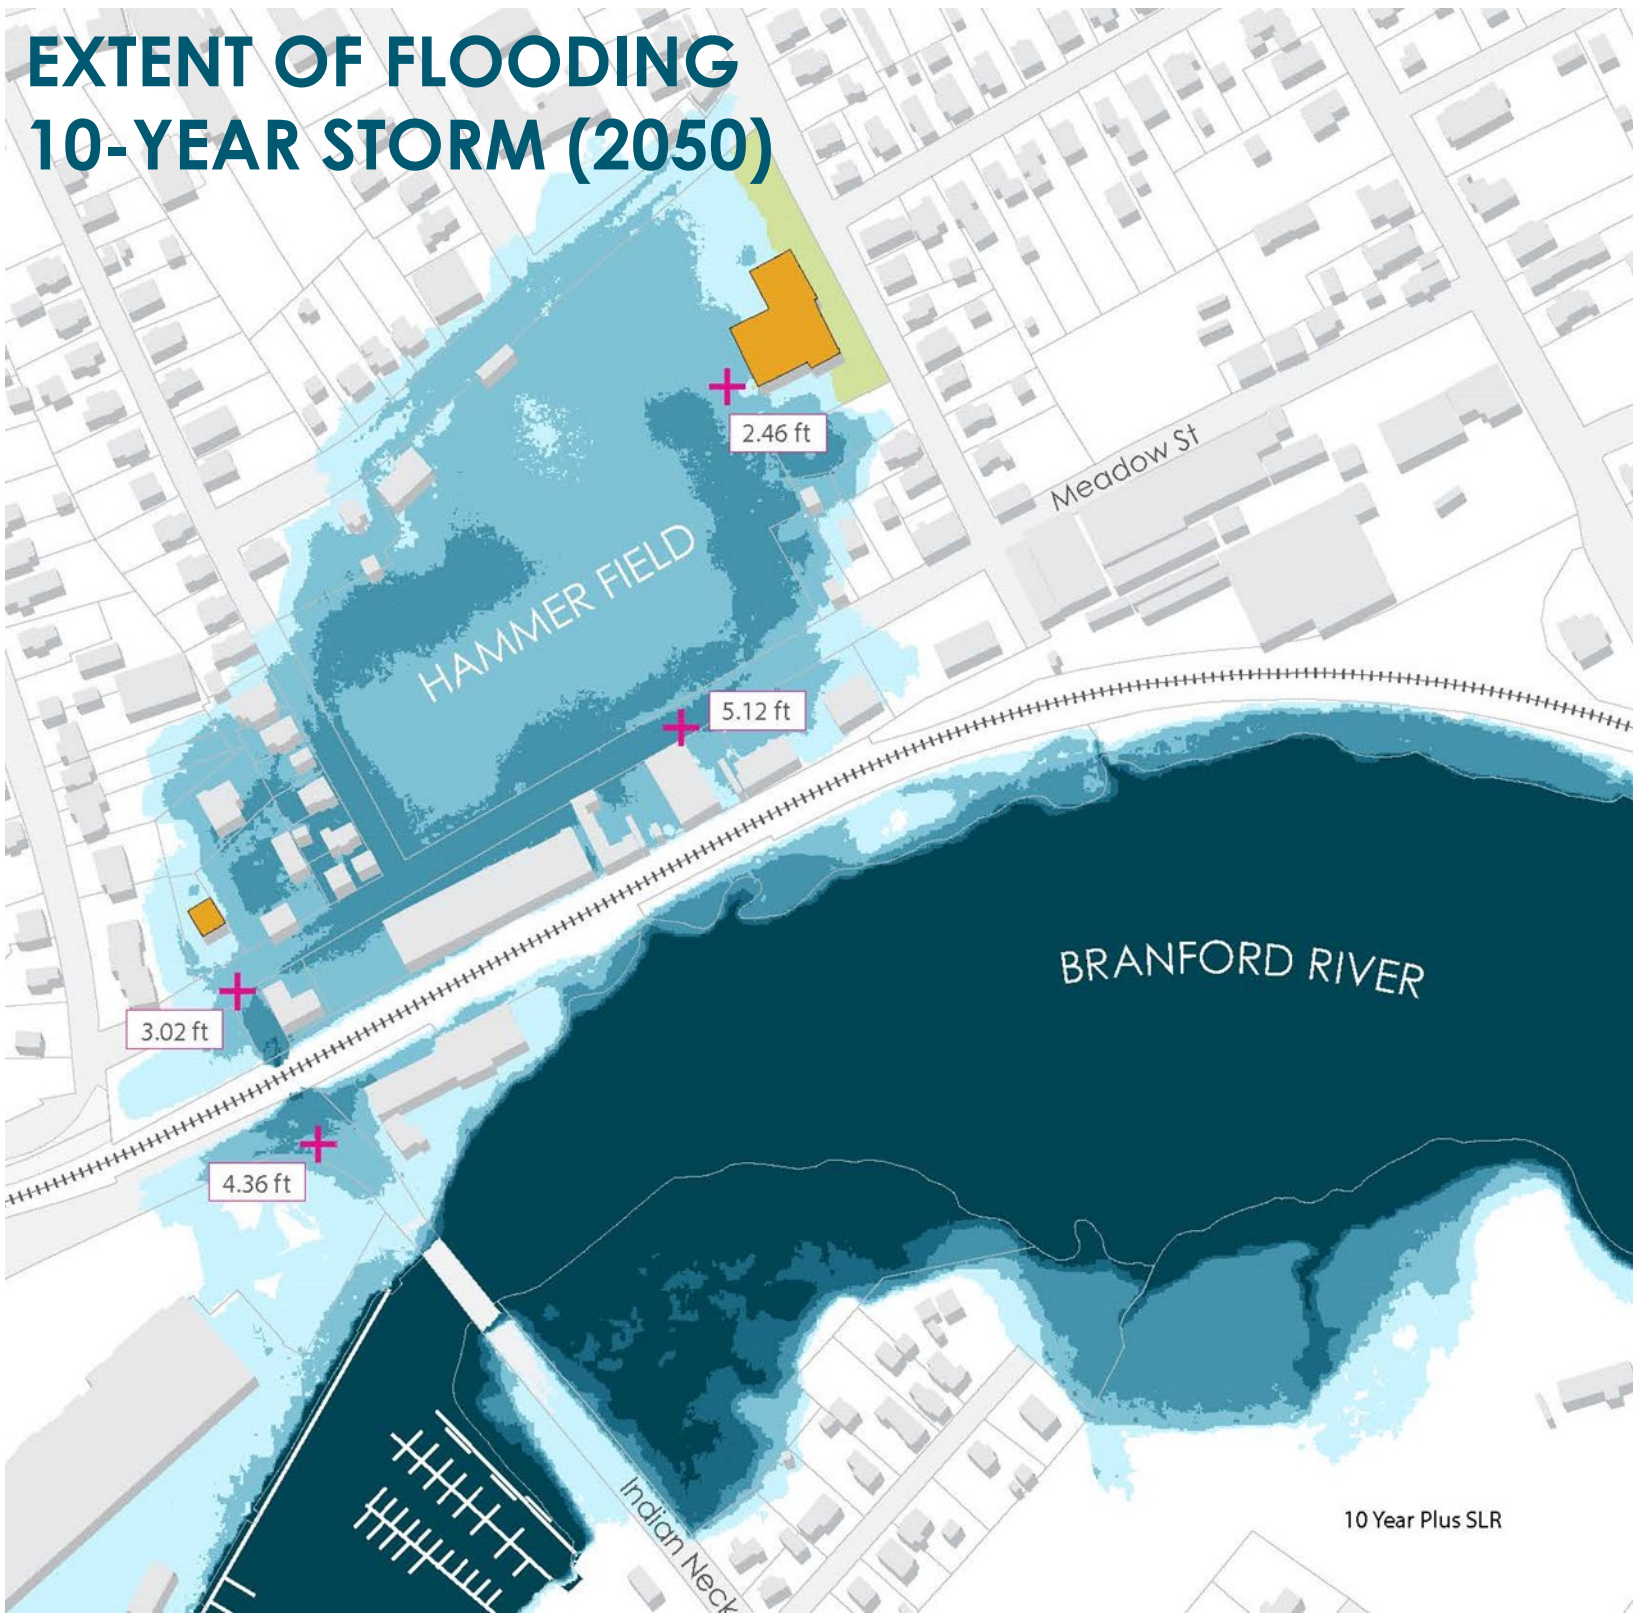 EXTENT OF FLOODING
10-YEAR STORM (2050)
2.46 ft
Meadow St
HAMMER FIELD
5.12 ft
BRANFORD RIVER
3.02 ft
4.36 ft
Indian Neck
10 Year Plus SLR